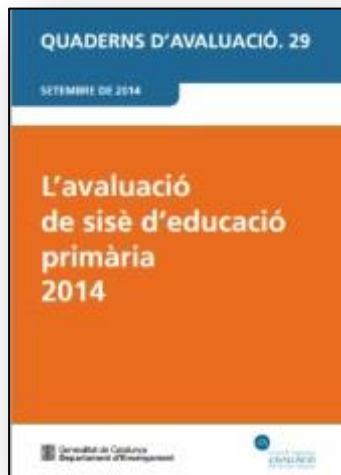 QUADERNS D'AVALUACIÓ. 29
SETEMBRE DE 2014
L'avaluació
de sisè d'educació
primària
2014
Generalitat de Catalunya
Departament d'Ensenyament